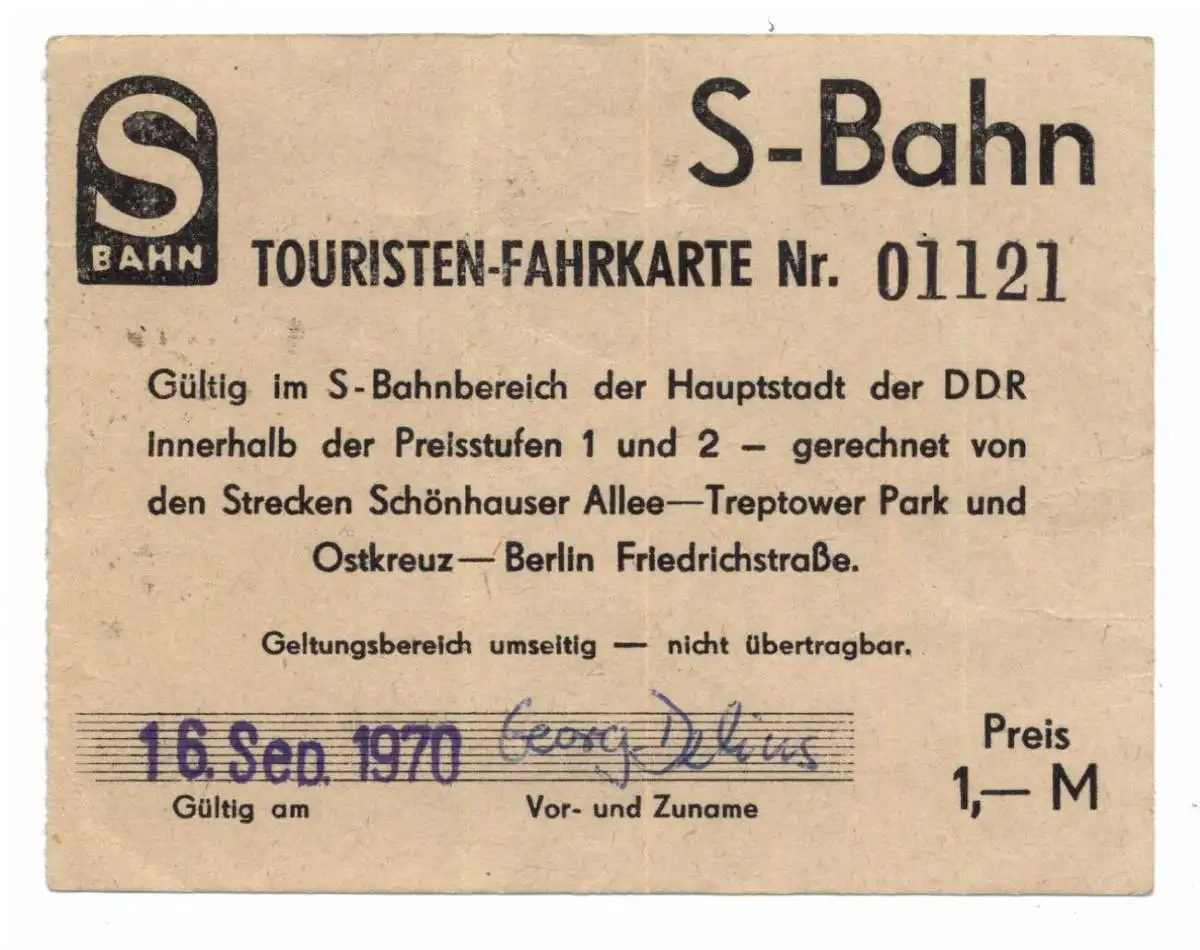 S
BAHN
S-Bahn
TOURISTEN-FAHRKARTE Nr. 01121
Gültig im S-Bahnbereich der Hauptstadt der DDR
innerhalb der Preisstufen 1 und 2 – gerechnet von
den Strecken Schönhauser Allee—Treptower Park und
Ostkreuz—Berlin Friedrichstraße.
Geltungsbereich umseitig — nicht übertragbar.
16. Sep. 1970 Georg Delius
Gültig am Vor- und Zuname
Preis
1,— M